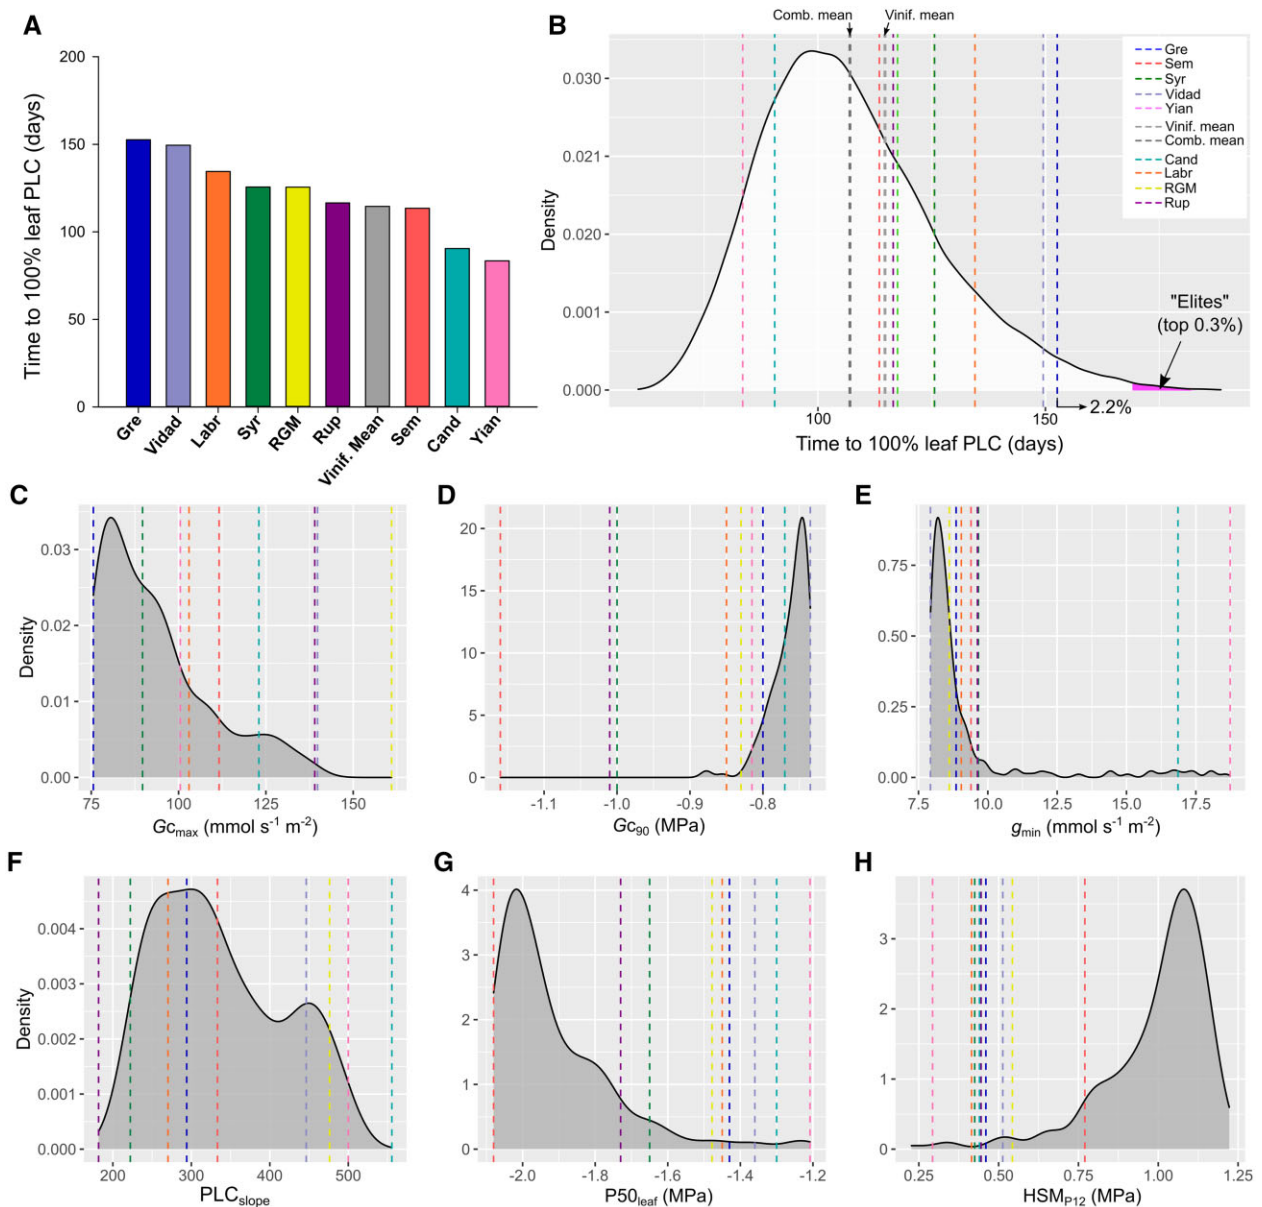 A
Time to 100% leaf PLC (days)
200
150
100
50
0
Gre
Vidad
Labr
Syr
RGM
Rup
Vinif. Mean
Sem
Cand
Yian
B
Comb. mean
Vinif. mean
Density
0.030
0.021
0.020
0.001
0.000
Gre
Sem
Syr
Vidad
Yian
Vinif. mean
Comb. mean
Cand
Labr
RGM
Rup
"Elites"
(top 0.3%)
100
150
2.2%
Time to 100% leaf PLC (days)
C
Density
0.03
0.02
0.01
0.00
75 100 125 150
Gcmax (mmol s⁻¹ m⁻²)
D
20
15
10
5
0
-1.1 -1.0 -0.9 -0.8
Gc90 (MPa)
E
0.75
0.50
0.25
0.00
7.5 10.0 12.5 15.0 17.5
gmin (mmol s⁻¹ m⁻²)
F
Density
0.004
0.003
0.002
0.001
0.000
200 300 400 500
PLCslope
G
4
3
2
1
0
-2.0 -1.8 -1.6 -1.4 -1.2
P50leaf (MPa)
H
3
2
1
0
0.25 0.50 0.75 1.00 1.25
HSMP12 (MPa)